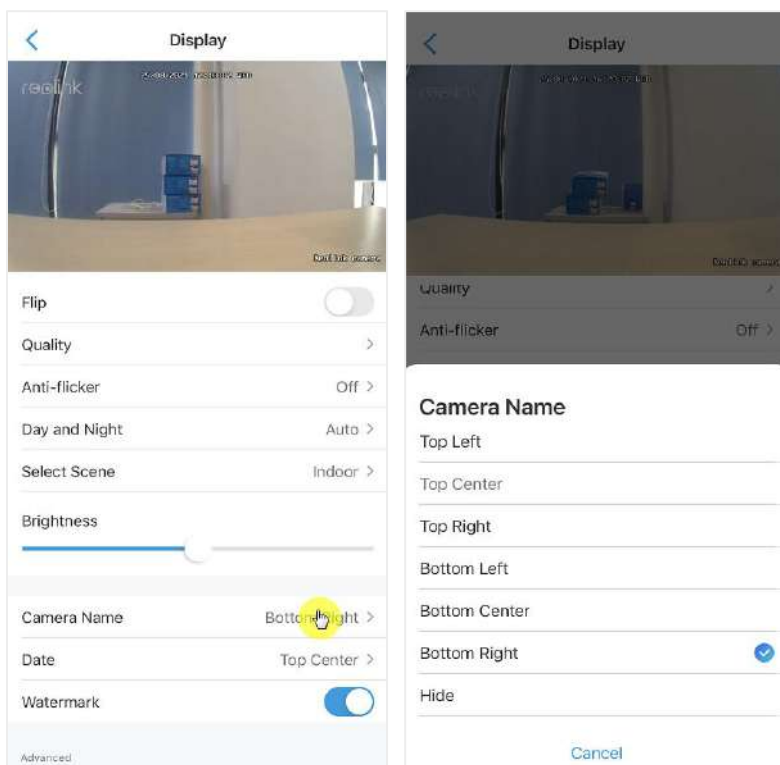 Display
reolink
Flip
Quality
Anti-flicker Off
Day and Night Auto
Select Scene Indoor
Brightness
Camera Name Bottom Right
Date Top Center
Watermark
Advanced
Display
Quality
Anti-flicker Off
Camera Name
Top Left
Top Center
Top Right
Bottom Left
Bottom Center
Bottom Right
Hide
Cancel